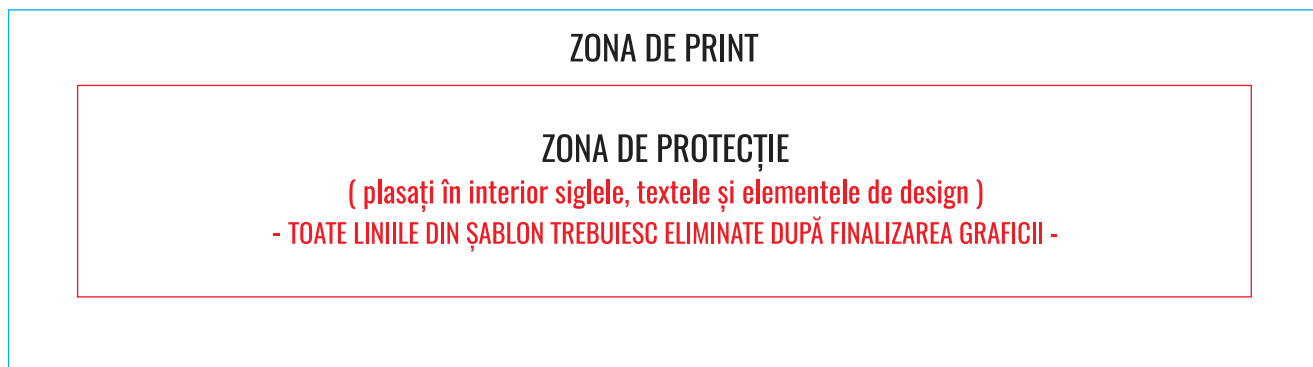 ZONA DE PRINT
ZONA DE PROTECȚIE
( plasați în interior siglele, textele și elementele de design )
- TOATE LINIILE DIN ȘABLON TREBUIESC ELIMINATE DUPĂ FINALIZAREA GRAFICII -